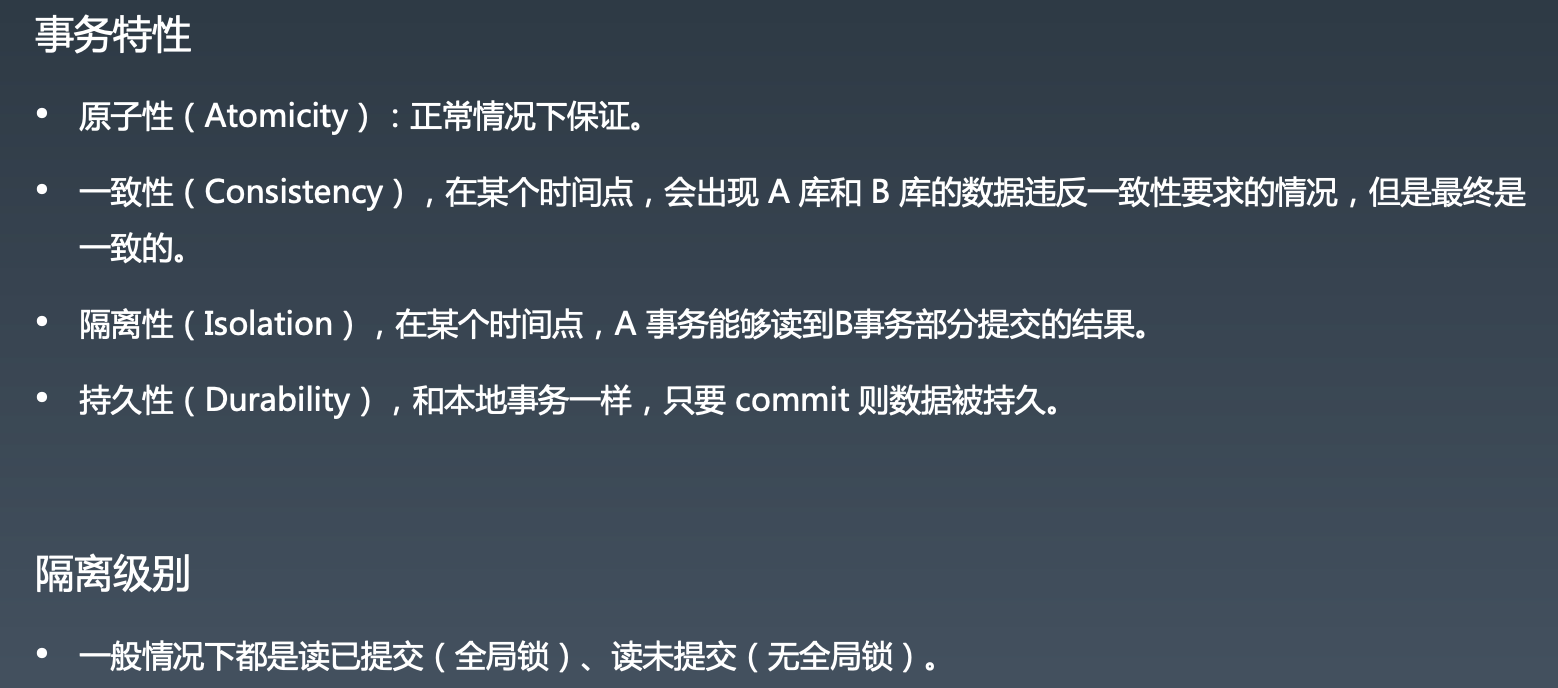 事务特性
• 原子性（Atomicity）：正常情况下保证。
• 一致性（Consistency），在某个时间点，会出现 A 库和 B 库的数据违反一致性要求的情况，但是最终是
一致的。
• 隔离性（Isolation），在某个时间点，A 事务能够读到B事务部分提交的结果。
• 持久性（Durability），和本地事务一样，只要 commit 则数据被持久。
隔离级别
• 一般情况下都是读已提交（全局锁）、读未提交（无全局锁）。